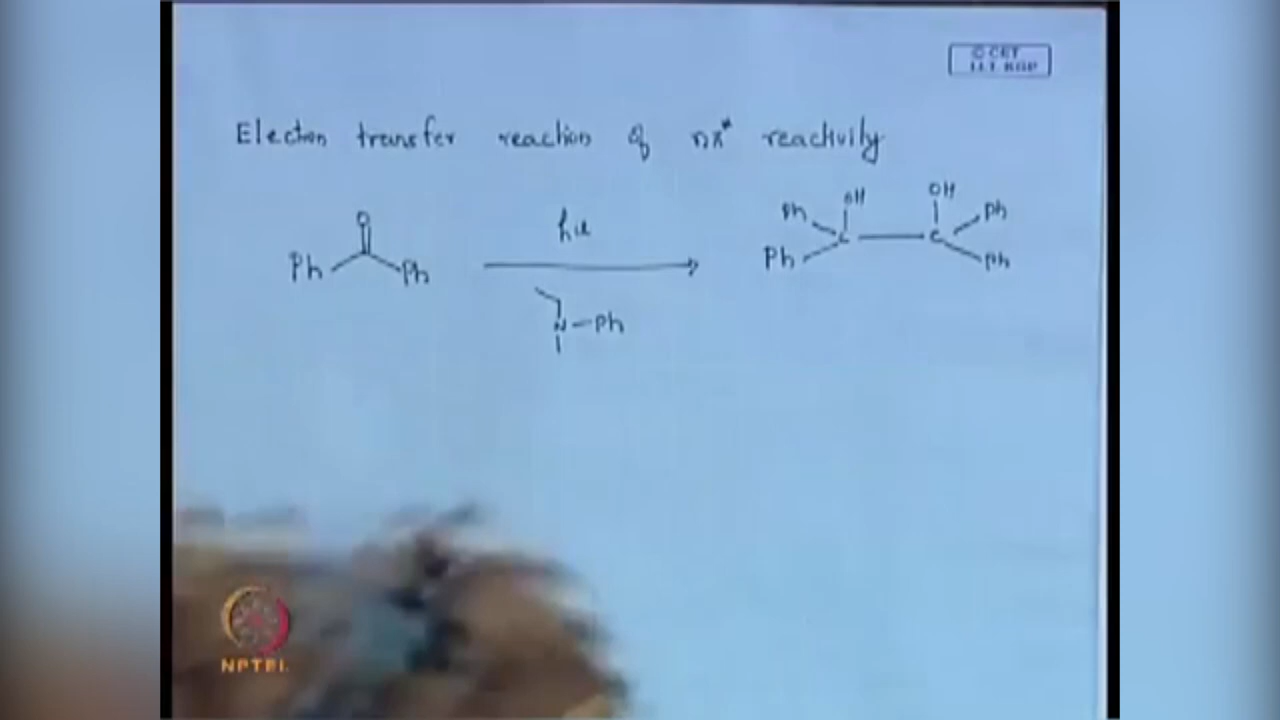 © CET
I.I.T. KGP
Electron transfer reaction of nπ* reactivity
O
Ph Ph
hν
N-Ph
Ph OH OH Ph
Ph C C Ph
NPTEL